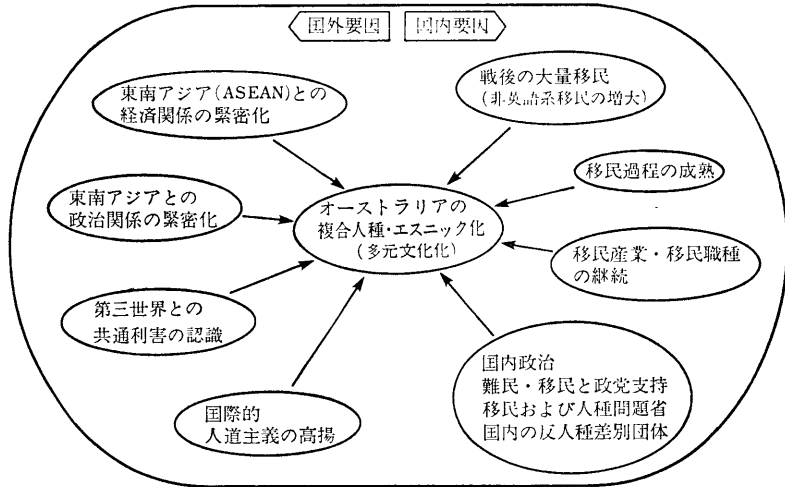 国外要因
国内要因
東南アジア(ASEAN)との
経済関係の緊密化
戦後の大量移民
(非英語系移民の増大)
移民過程の成熟
東南アジアとの
政治関係の緊密化
オーストラリアの
複合人種・エスニック化
(多元文化化)
移民産業・移民職種
の継続
第三世界との
共通利害の認識
国内政治
難民・移民と政党支持
移民および人種問題省
国内の反人種差別団体
国際的
人道主義の高揚